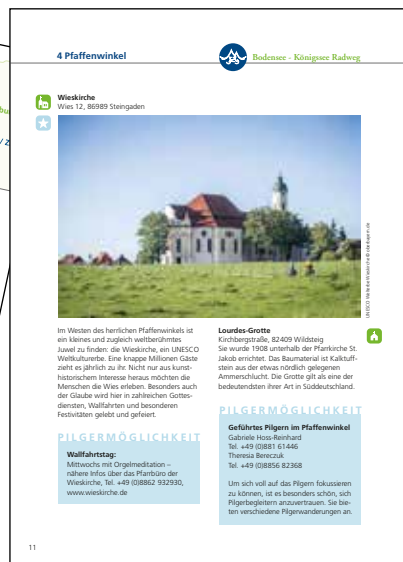 4 Pfaffenwinkel
Bodensee - Königssee Radweg
Wieskirche
Wies 12, 86989 Steingaden
Im Westen des herrlichen Pfaffenwinkels ist
ein kleines und zugleich weltberühmtes
Juwel zu finden: die Wieskirche, ein UNESCO
Weltkulturerbe. Eine knappe Millionen Gäste
zieht es jährlich zu ihr. Nicht nur aus kunst-
historischem Interesse heraus möchten die
Menschen die Wies erleben. Besonders auch
der Glaube wird hier in zahlreichen Gottes-
diensten, Wallfahrten und besonderen
Festivitäten gelebt und gefeiert.
PILGERMÖGLICHKEIT
Wallfahrtstag:
Mittwochs mit Orgelmeditation –
nähere Infos über das Pfarrbüro der
Wieskirche, Tel. +49 (0)8862 932930,
www.wieskirche.de
Lourdes-Grotte
Kirchbergstraße, 82409 Wildsteig
Sie wurde 1908 unterhalb der Pfarrkirche St.
Jakob errichtet. Das Baumaterial ist Kalktuff-
stein aus der etwas nördlich gelegenen
Ammerschlucht. Die Grotte gilt als eine der
bedeutendsten ihrer Art in Süddeutschland.
PILGERMÖGLICHKEIT
Geführtes Pilgern im Pfaffenwinkel
Gabriele Hoss-Reinhard
Tel. +49 (0)881 61446
Theresia Bereczuk
Tel. +49 (0)8856 82368
Um sich voll auf das Pilgern fokussieren
zu können, ist es besonders schön, sich
Pilgerbegleitern anzuvertrauen. Sie bie-
ten verschiedene Pilgerwanderungen an.
11